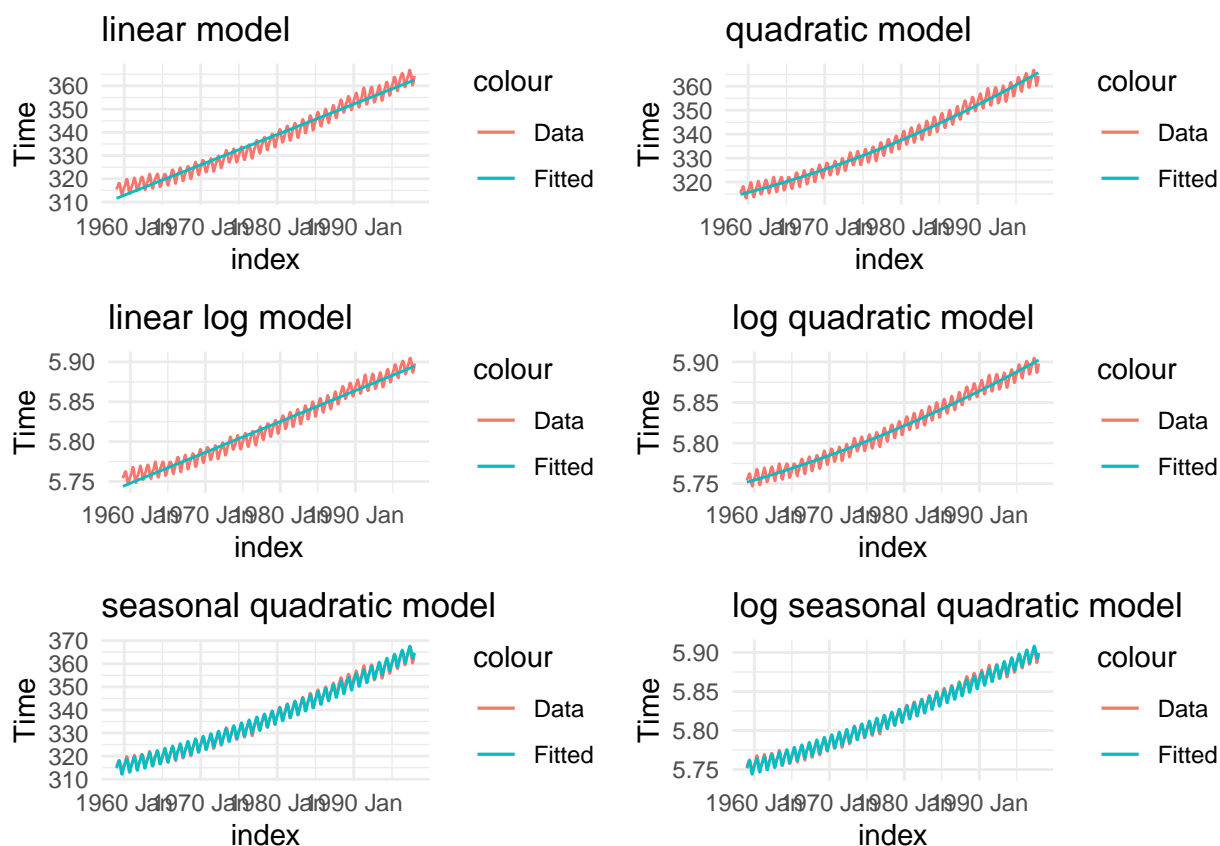 linear model
360
350
340
330
320
310
Time
1960 Jan
1970 Jan
1980 Jan
1990 Jan
index
colour
Data
Fitted
quadratic model
360
350
340
330
320
Time
1960 Jan
1970 Jan
1980 Jan
1990 Jan
index
colour
Data
Fitted
linear log model
5.90
5.85
5.80
5.75
Time
1960 Jan
1970 Jan
1980 Jan
1990 Jan
index
colour
Data
Fitted
log quadratic model
5.90
5.85
5.80
5.75
Time
1960 Jan
1970 Jan
1980 Jan
1990 Jan
index
colour
Data
Fitted
seasonal quadratic model
370
360
350
340
330
320
310
Time
1960 Jan
1970 Jan
1980 Jan
1990 Jan
index
colour
Data
Fitted
log seasonal quadratic model
5.90
5.85
5.80
5.75
Time
1960 Jan
1970 Jan
1980 Jan
1990 Jan
index
colour
Data
Fitted